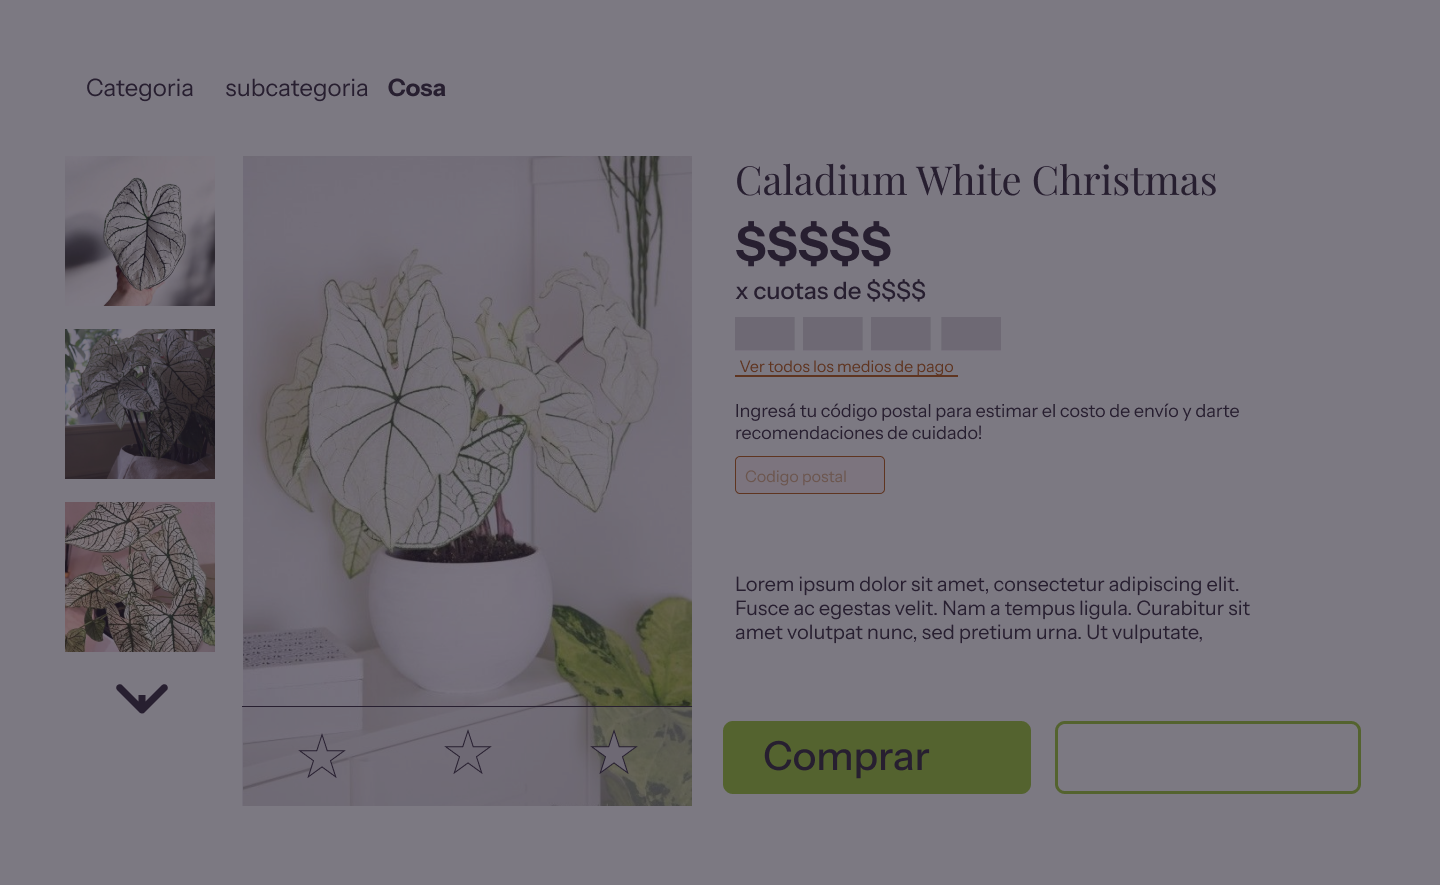 Categoria subcategoria Cosa
Caladium White Christmas
$$$$$
x cuotas de $$$$
Ver todos los medios de pago
Ingresá tu código postal para estimar el costo de envío y darte
recomendaciones de cuidado!
Codigo postal
Lorem ipsum dolor sit amet, consectetur adipiscing elit.
Fusce ac egestas velit. Nam a tempus ligula. Curabitur sit
amet volutpat nunc, sed pretium urna. Ut vulputate,
Comprar